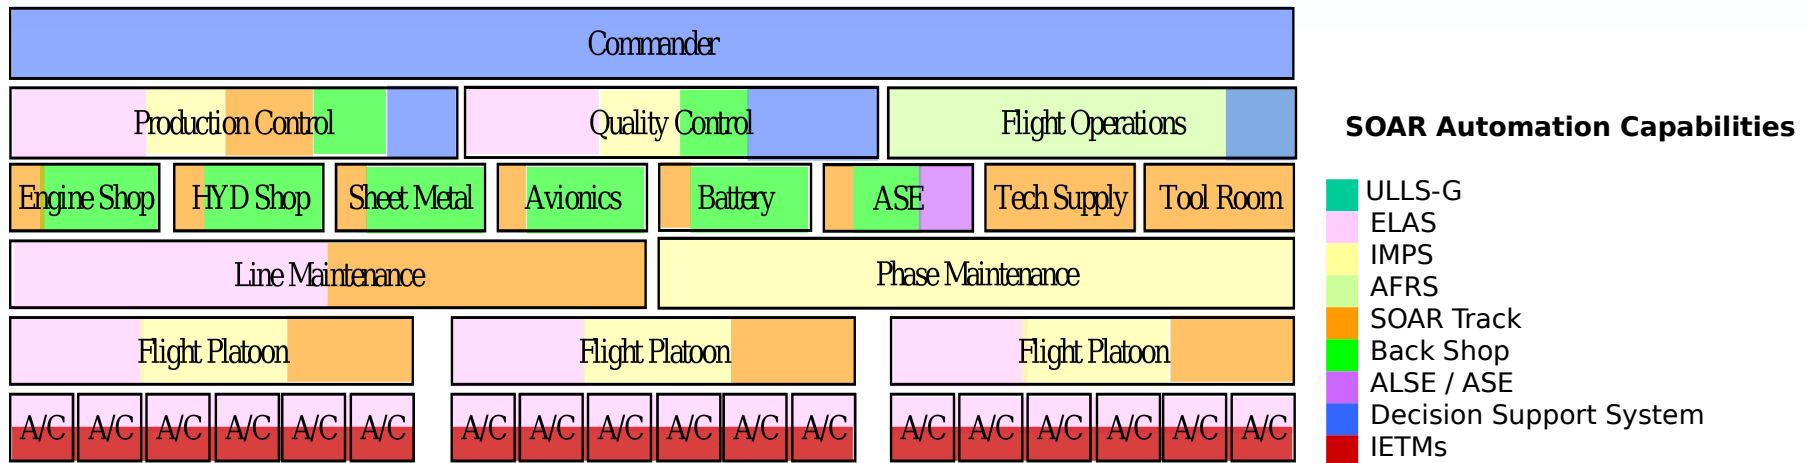 Commander
Production Control Quality Control Flight Operations
SOAR Automation Capabilities
Engine Shop HYD Shop Sheet Metal Avionics Battery ASE Tech Supply Tool Room
Line Maintenance Phase Maintenance
Flight Platoon Flight Platoon Flight Platoon
A/C A/C A/C A/C A/C A/C A/C A/C A/C A/C A/C A/C A/C A/C A/C A/C A/C A/C
ULLS-G
ELAS
IMPS
AFRS
SOAR Track
Back Shop
ALSE / ASE
Decision Support System
IETMs